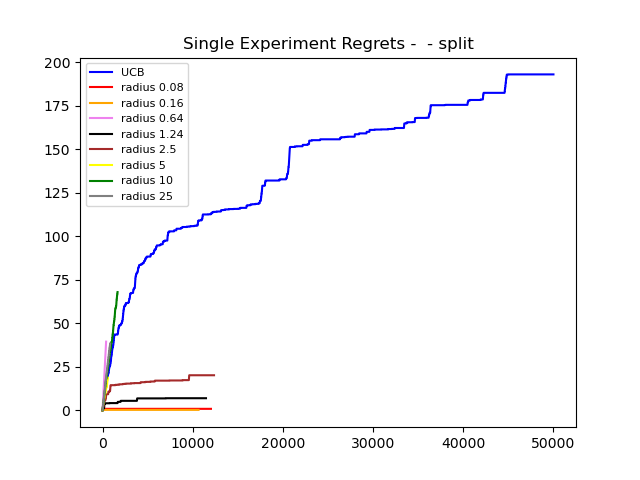 Single Experiment Regrets -  - split
200
175
150
125
100
75
50
25
0
UCB
radius 0.08
radius 0.16
radius 0.64
radius 1.24
radius 2.5
radius 5
radius 10
radius 25
0 10000 20000 30000 40000 50000